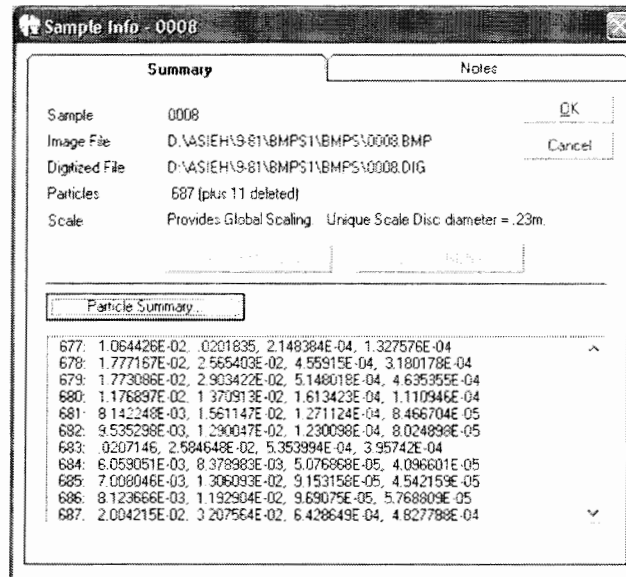 Sample Info - 0008
Summary
Notes
Sample 0008
OK
Image File D:\ASIEH\9-81\BMPS1\BMPS\0008.BMP
Cancel
Digitized File D:\ASIEH\9-81\BMPS1\BMPS\0008.DIG
Particles 687 (plus 11 deleted)
Scale Provides Global Scaling. Unique Scale Disc diameter = .23m.
Particle Summary...
677: 1.064426E-02, .0201835, 2.148384E-04, 1.327576E-04
678: 1.777167E-02, 2.565403E-02, 4.55915E-04, 3.180178E-04
679: 1.773086E-02, 2.903422E-02, 5.148018E-04, 4.635355E-04
680: 1.176897E-02, 1.370913E-02, 1.613423E-04, 1.110946E-04
681: 8.142248E-03, 1.561147E-02, 1.271124E-04, 8.466704E-05
682: 9.535298E-03, 1.290047E-02, 1.230098E-04, 8.024898E-05
683: .0207146, 2.584648E-02, 5.353994E-04, 3.95742E-04
684: 6.059051E-03, 8.378983E-03, 5.076868E-05, 4.096601E-05
685: 7.008046E-03, 1.306093E-02, 9.153158E-05, 4.542159E-05
686: 8.123666E-03, 1.192904E-02, 9.69075E-05, 5.768809E-05
687: 2.004215E-02, 3.207564E-02, 6.428649E-04, 4.827788E-04